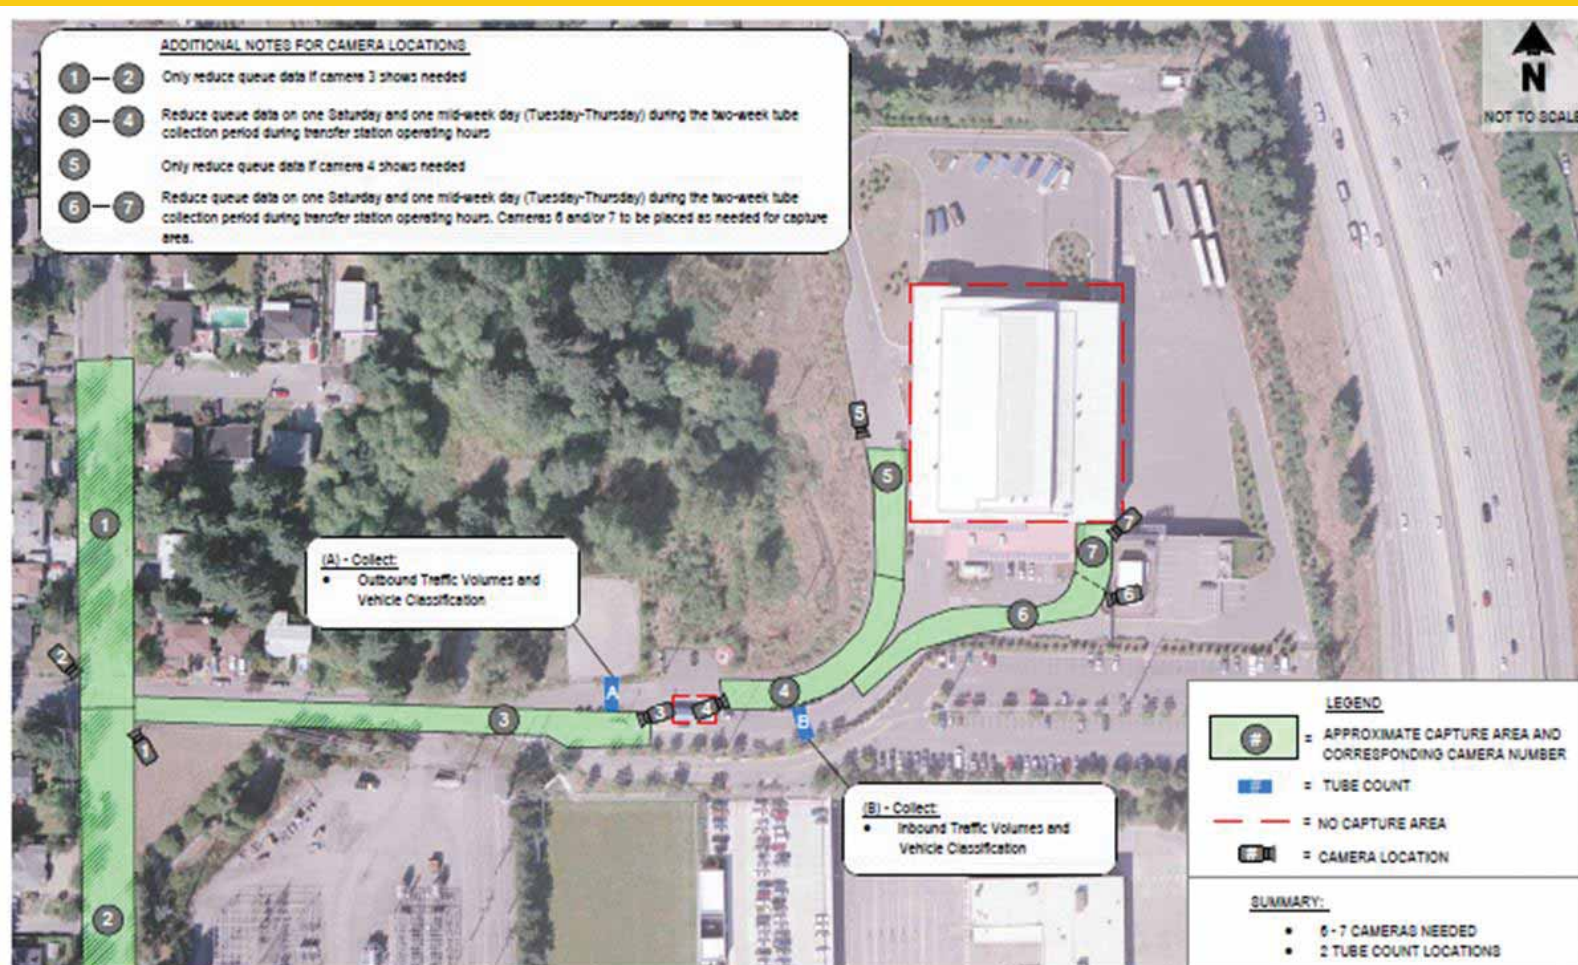 ADDITIONAL NOTES FOR CAMERA LOCATIONS
1 — 2 Only reduce queue data if camera 3 shows needed
3 — 4 Reduce queue data on one Saturday and one mid-week day (Tuesday-Thursday) during the two-week tube
collection period during transfer station operating hours
5 Only reduce queue data if camera 4 shows needed
6 — 7 Reduce queue data on one Saturday and one mid-week day (Tuesday-Thursday) during the two-week tube
collection period during transfer station operating hours. Cameras 6 and/or 7 to be placed as needed for capture
area.
N
NOT TO SCALE
5
5
1
7
7
6
6
(A) - Collect:
• Outbound Traffic Volumes and
Vehicle Classification
2
A
4
3
3
4
B
1
(B) - Collect:
• Inbound Traffic Volumes and
Vehicle Classification
2
LEGEND
# = APPROXIMATE CAPTURE AREA AND
CORRESPONDING CAMERA NUMBER
# = TUBE COUNT
= NO CAPTURE AREA
= CAMERA LOCATION
SUMMARY:
• 6 - 7 CAMERAS NEEDED
• 2 TUBE COUNT LOCATIONS